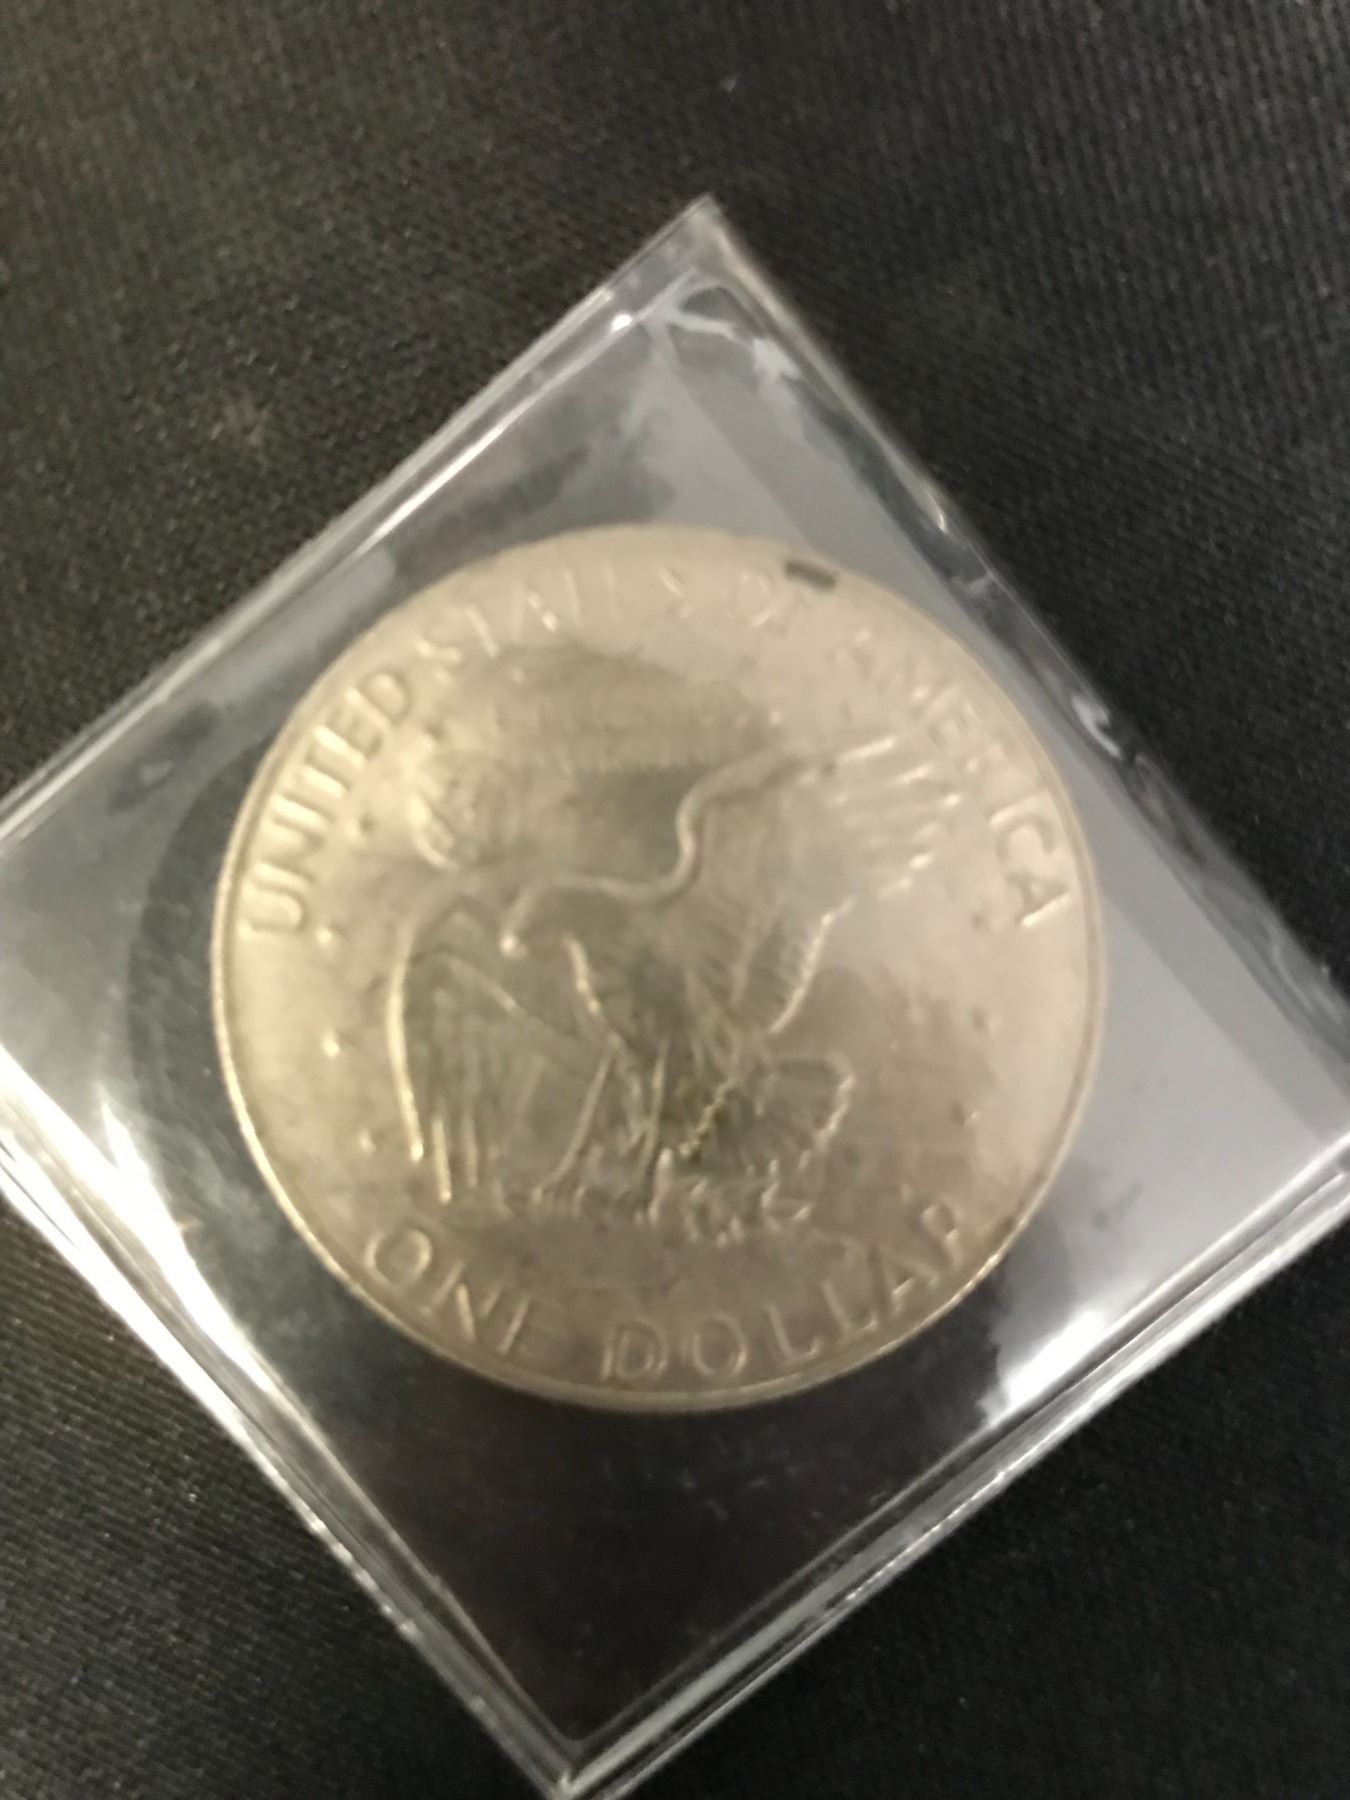 UNITED STATES OF AMERICA
ONE DOLLAR